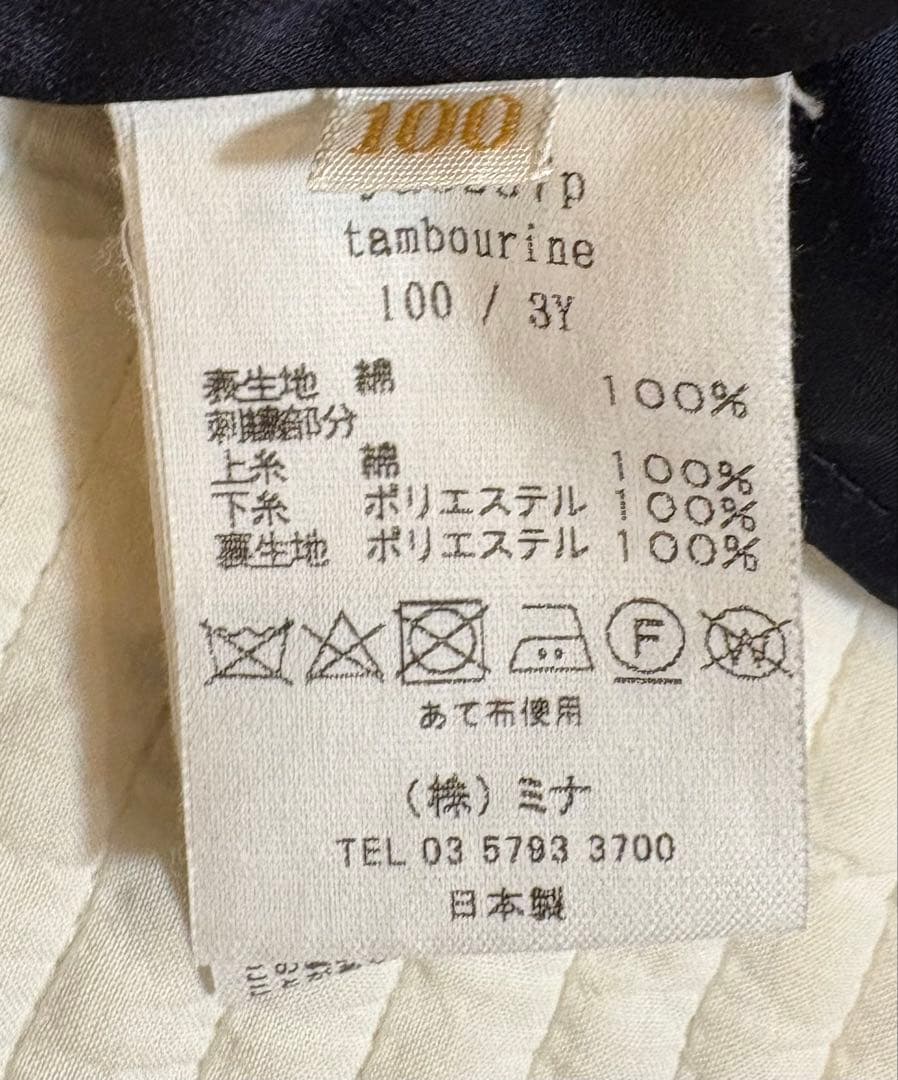 100
tambourine
100 / 3Y
表生地 綿 100%
刺繍部分
上糸 綿 100%
下糸 ポリエステル 100%
裏生地 ポリエステル 100%
F W
あて布使用
(株)ミナ
TEL 03 5793 3700
日本製